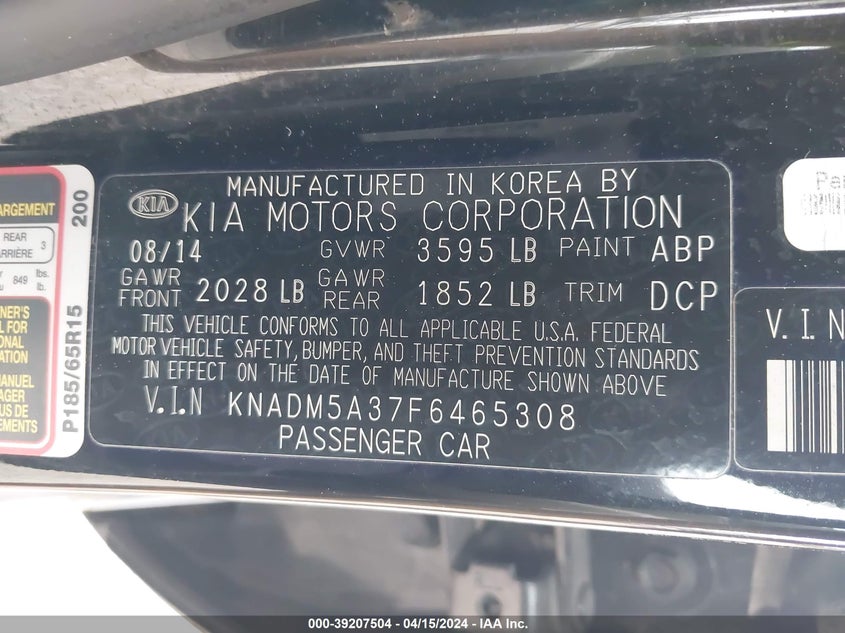 MANUFACTURED IN KOREA BY
KIA
KIA MOTORS CORPORATION
08/14 GVWR 3595 LB PAINT ABP
GAWR FRONT 2028 LB GAWR REAR 1852 LB TRIM DCP
THIS VEHICLE CONFORMS TO ALL APPLICABLE U.S.A. FEDERAL
MOTOR VEHICLE SAFETY, BUMPER, AND THEFT PREVENTION STANDARDS
IN EFFECT ON THE DATE OF MANUFACTURE SHOWN ABOVE
V.I.N KNADM5A37F6465308
PASSENGER CAR
REAR
3
849 lbs.
lb.
200
P185/65R15
V.I.N
000-39207504 - 04/15/2024 - IAA Inc.